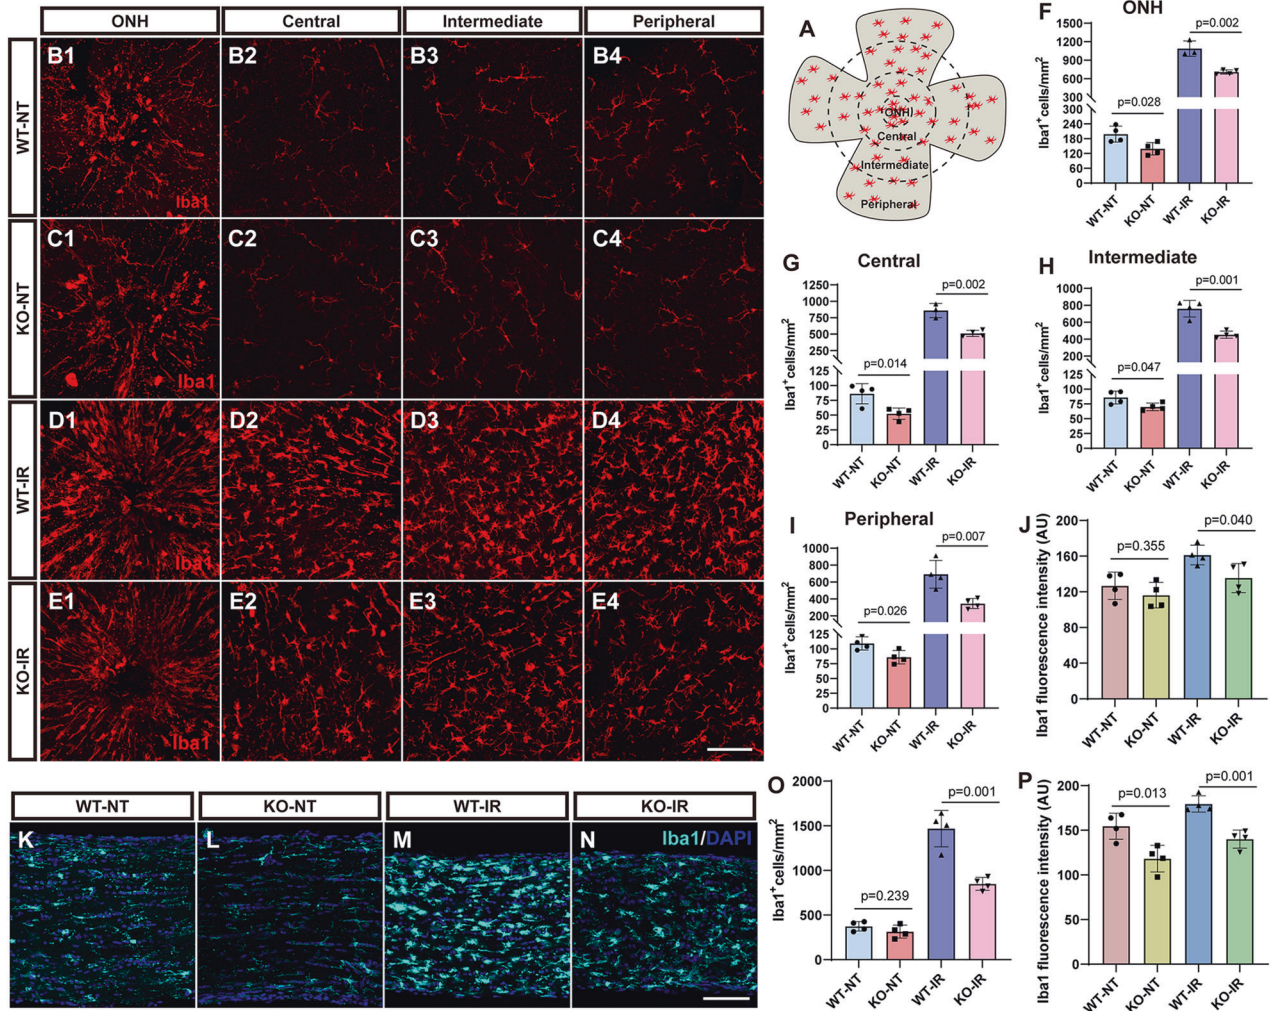 ONH
Central
Intermediate
Peripheral
WT-NT
B1
B2
B3
B4
Iba1
KO-NT
C1
C2
C3
C4
Iba1
WT-IR
D1
D2
D3
D4
Iba1
KO-IR
E1
E2
E3
E4
Iba1
A
ONH
Central
Intermediate
Peripheral
F
ONH
Iba1⁺cells/mm²
1500
1200
900
600
300
300
240
180
120
60
0
p=0.028
p=0.002
WT-NT
KO-NT
WT-IR
KO-IR
G
Central
Iba1⁺cells/mm²
1250
1000
750
500
250
125
100
75
50
25
0
p=0.014
p=0.002
WT-NT
KO-NT
WT-IR
KO-IR
H
Intermediate
Iba1⁺cells/mm²
1000
800
600
400
200
125
100
75
50
25
0
p=0.047
p=0.001
WT-NT
KO-NT
WT-IR
KO-IR
I
Peripheral
Iba1⁺cells/mm²
1000
800
600
400
200
125
100
75
50
25
0
p=0.026
p=0.007
WT-NT
KO-NT
WT-IR
KO-IR
J
Iba1 fluorescence intensity (AU)
200
160
120
80
40
0
p=0.355
p=0.040
WT-NT
KO-NT
WT-IR
KO-IR
WT-NT
KO-NT
WT-IR
KO-IR
K
L
M
N
Iba1/DAPI
O
Iba1⁺cells/mm²
2000
1500
1000
500
0
p=0.239
p=0.001
WT-NT
KO-NT
WT-IR
KO-IR
P
Iba1 fluorescence intensity (AU)
200
150
100
50
0
p=0.013
p=0.001
WT-NT
KO-NT
WT-IR
KO-IR